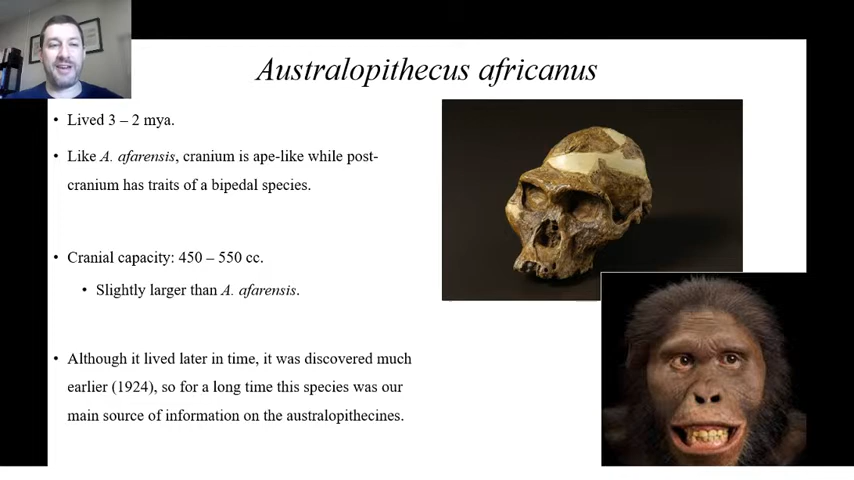 Australopithecus africanus
• Lived 3 – 2 mya.
• Like A. afarensis, cranium is ape-like while post-
cranium has traits of a bipedal species.
• Cranial capacity: 450 – 550 cc.
• Slightly larger than A. afarensis.
• Although it lived later in time, it was discovered much
earlier (1924), so for a long time this species was our
main source of information on the australopithecines.